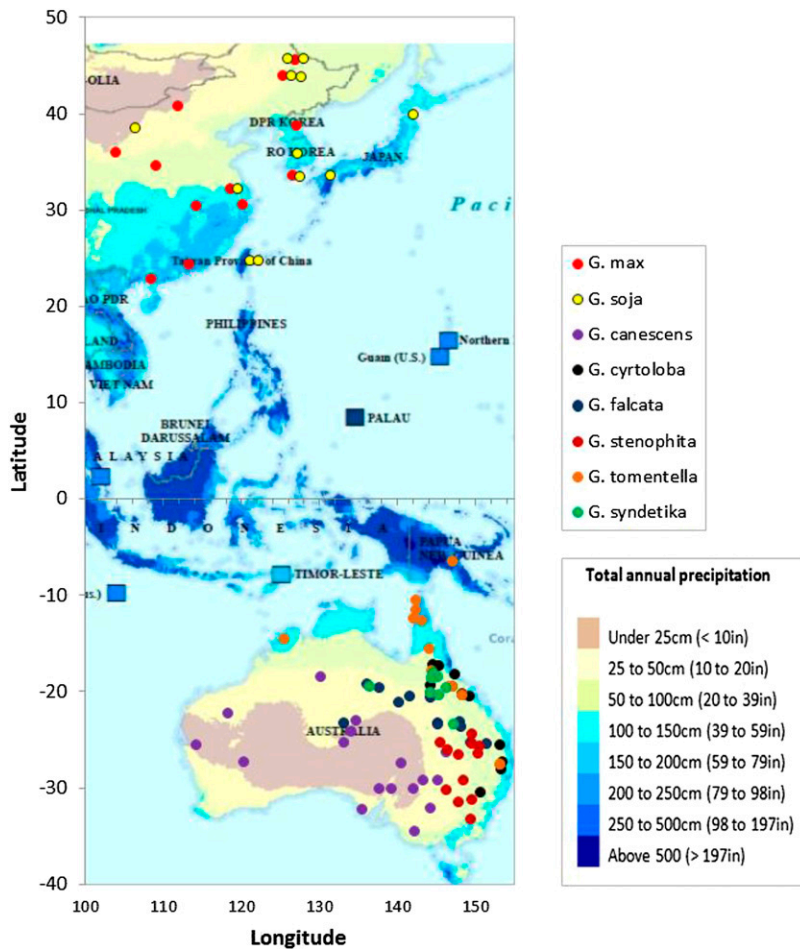 50
40
30
20
10
0
-10
-20
-30
-40
Latitude
100
110
120
130
140
150
Longitude
OLIA
DPR KOREA
RO KOREA
JAPAN
Paci
Taiwan Province of China
AO PDR
PHILIPPINES
Northern
Guam (U.S.)
LAND
AMBODIA
VIET NAM
PALAU
BRUNEI
DARUSSALAM
ALAYSIA
INDONESIA
PAPUA
NEW GUINEA
TIMOR-LESTE
us.)
Cora
AUSTRALIA
G. max
G. soja
G. canescens
G. cyrtoloba
G. falcata
G. stenophita
G. tomentella
G. syndetika
Total annual precipitation
Under 25cm (< 10in)
25 to 50cm (10 to 20in)
50 to 100cm (20 to 39in)
100 to 150cm (39 to 59in)
150 to 200cm (59 to 79in)
200 to 250cm (79 to 98in)
250 to 500cm (98 to 197in)
Above 500 (> 197in)